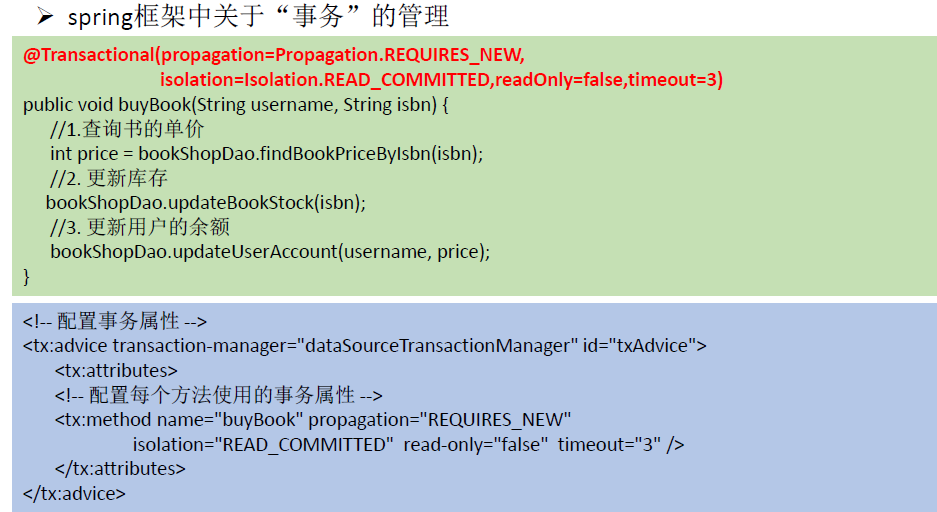 ➢ spring框架中关于“事务”的管理
@Transactional(propagation=Propagation.REQUIRES_NEW,
isolation=Isolation.READ_COMMITTED,readOnly=false,timeout=3)
public void buyBook(String username, String isbn) {
//1.查询书的单价
int price = bookShopDao.findBookPriceByIsbn(isbn);
//2. 更新库存
bookShopDao.updateBookStock(isbn);
//3. 更新用户的余额
bookShopDao.updateUserAccount(username, price);
}
<!-- 配置事务属性 -->
<tx:advice transaction-manager="dataSourceTransactionManager" id="txAdvice">
<tx:attributes>
<!-- 配置每个方法使用的事务属性 -->
<tx:method name="buyBook" propagation="REQUIRES_NEW"
isolation="READ_COMMITTED" read-only="false" timeout="3" />
</tx:attributes>
</tx:advice>